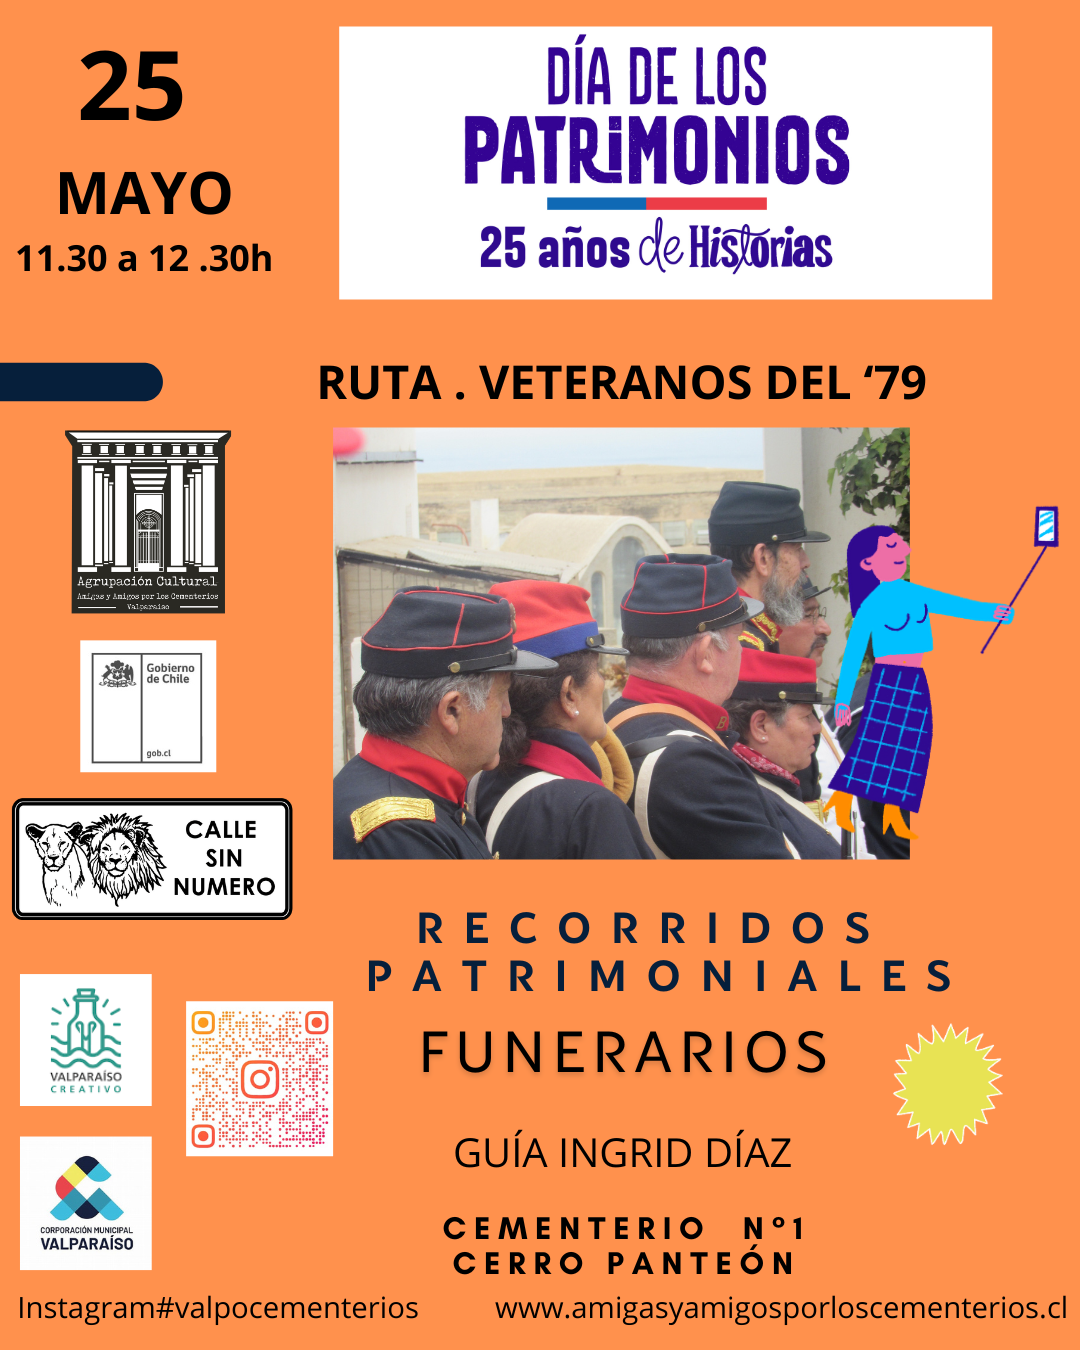 25
MAYO
11.30 a 12 .30h
DÍA DE LOS
PATRiMONIOS
25 años de Historias
RUTA . VETERANOS DEL ‘79
Agrupación Cultural
Amigas y Amigos por los Cementerios
Valparaíso
Gobierno
de Chile
gob.cl
CALLE
SIN
NUMERO
RECORRIDOS
PATRIMONIALES
FUNERARIOS
VALPARAÍSO
CREATIVO
GUÍA INGRID DÍAZ
CORPORACIÓN MUNICIPAL
VALPARAÍSO
CEMENTERIO N°1
CERRO PANTEÓN
Instagram#valpocementerios
www.amigasyamigosporloscementerios.cl